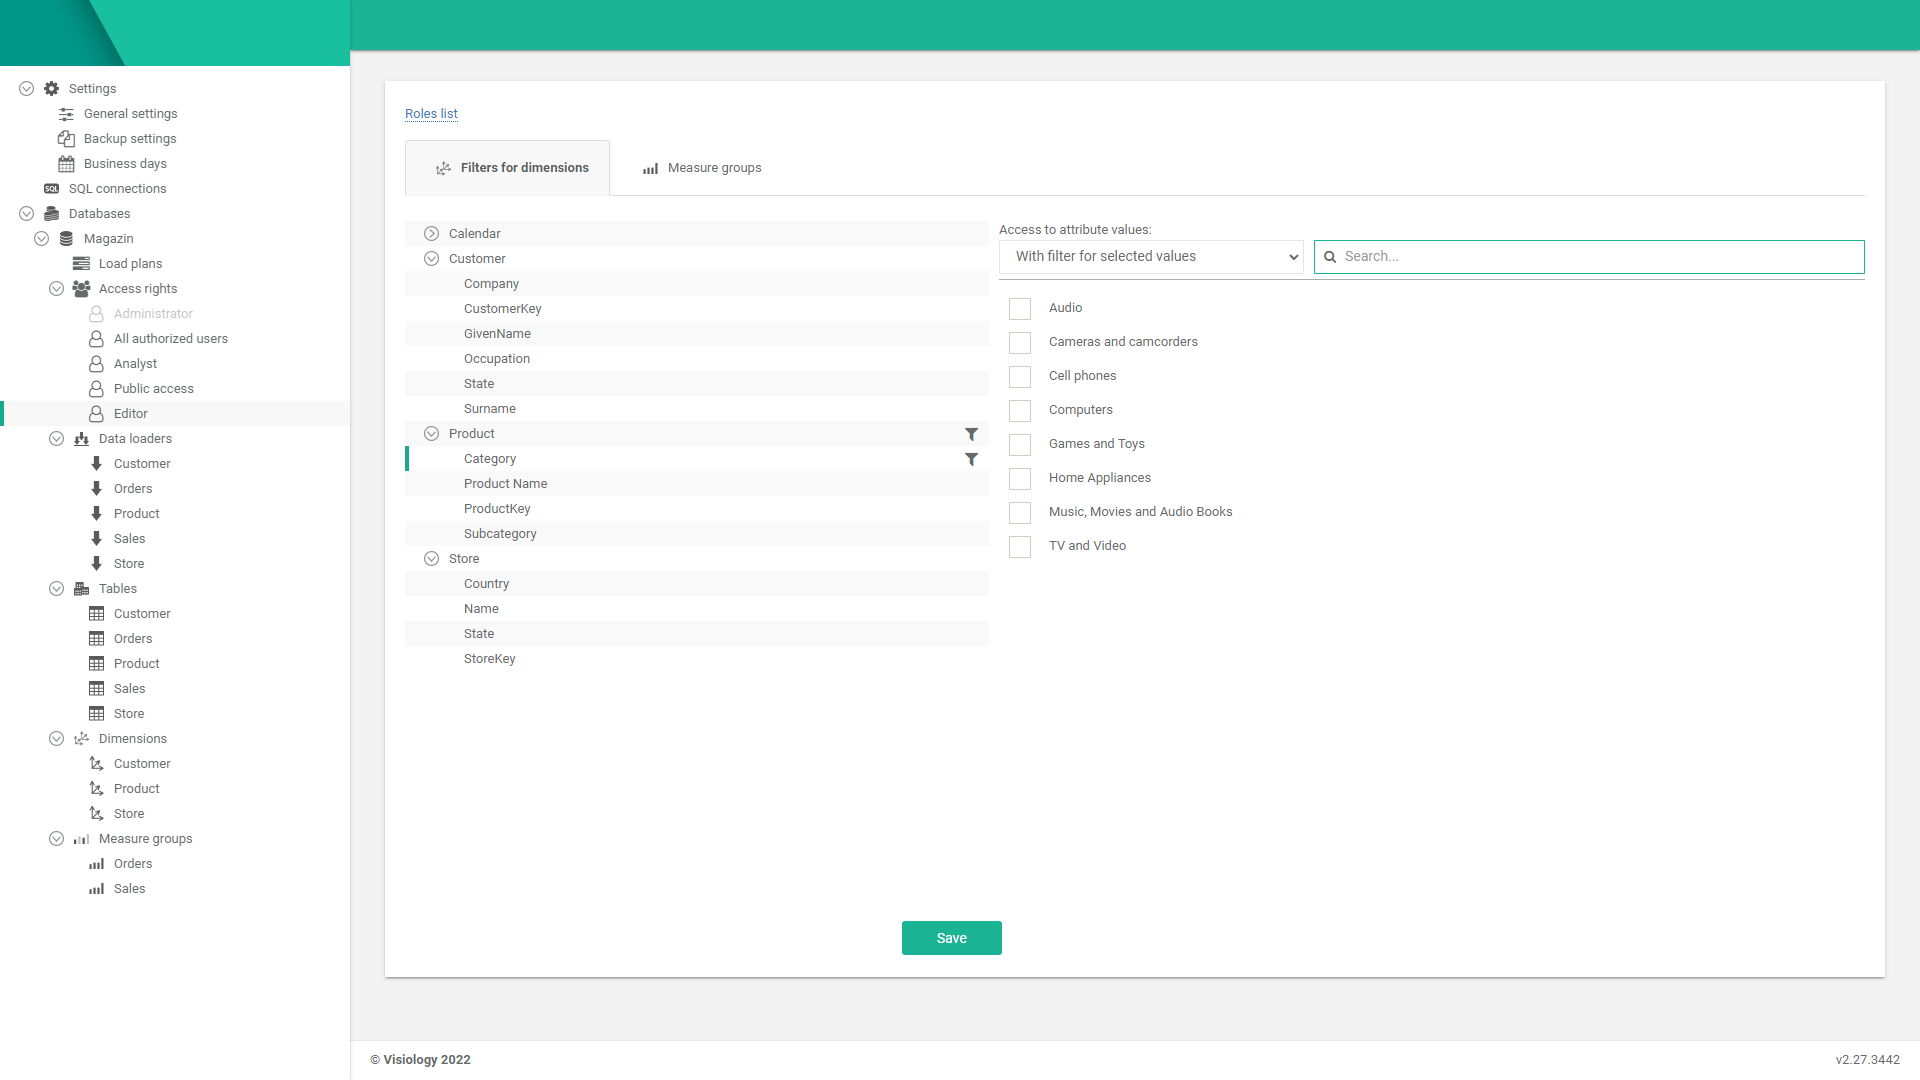 Settings
General settings
Backup settings
Business days
SQL SQL connections
Databases
Magazin
Load plans
Access rights
Administrator
All authorized users
Analyst
Public access
Editor
Data loaders
Customer
Orders
Product
Sales
Store
Tables
Customer
Orders
Product
Sales
Store
Dimensions
Customer
Product
Store
Measure groups
Orders
Sales
Roles list
Filters for dimensions
Measure groups
Calendar
Customer
Company
CustomerKey
GivenName
Occupation
State
Surname
Product
Category
Product Name
ProductKey
Subcategory
Store
Country
Name
State
StoreKey
Access to attribute values:
With filter for selected values
Search...
Audio
Cameras and camcorders
Cell phones
Computers
Games and Toys
Home Appliances
Music, Movies and Audio Books
TV and Video
Save
© Visiology 2022
v2.27.3442